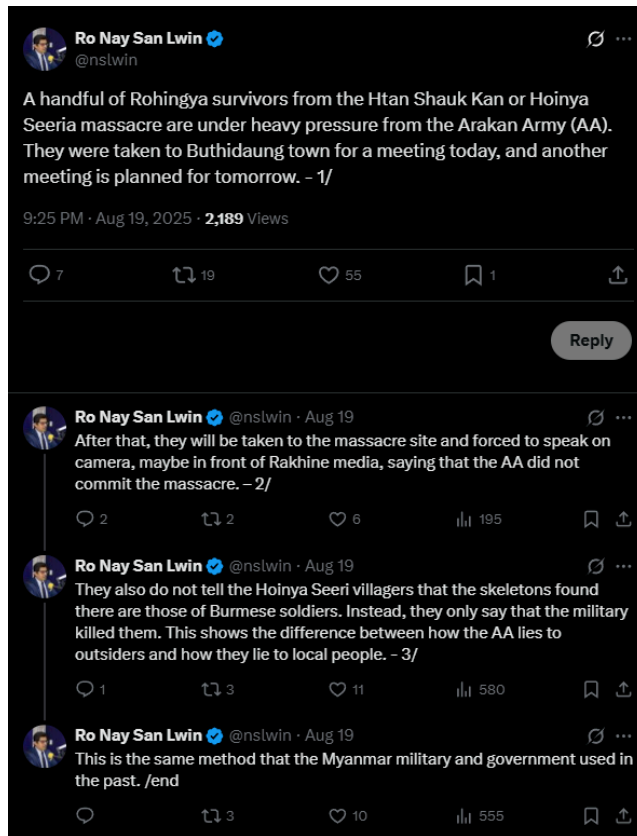 Ro Nay San Lwin
@nslwin
A handful of Rohingya survivors from the Htan Shauk Kan or Hoinya
Seeria massacre are under heavy pressure from the Arakan Army (AA).
They were taken to Buthidaung town for a meeting today, and another
meeting is planned for tomorrow. - 1/
9:25 PM · Aug 19, 2025 · 2,189 Views
7 19 55 1
Reply
Ro Nay San Lwin @nslwin · Aug 19
After that, they will be taken to the massacre site and forced to speak on
camera, maybe in front of Rakhine media, saying that the AA did not
commit the massacre. – 2/
2 2 6 195
Ro Nay San Lwin @nslwin · Aug 19
They also do not tell the Hoinya Seeri villagers that the skeletons found
there are those of Burmese soldiers. Instead, they only say that the military
killed them. This shows the difference between how the AA lies to
outsiders and how they lie to local people. - 3/
1 3 11 580
Ro Nay San Lwin @nslwin · Aug 19
This is the same method that the Myanmar military and government used in
the past. /end
3 10 555